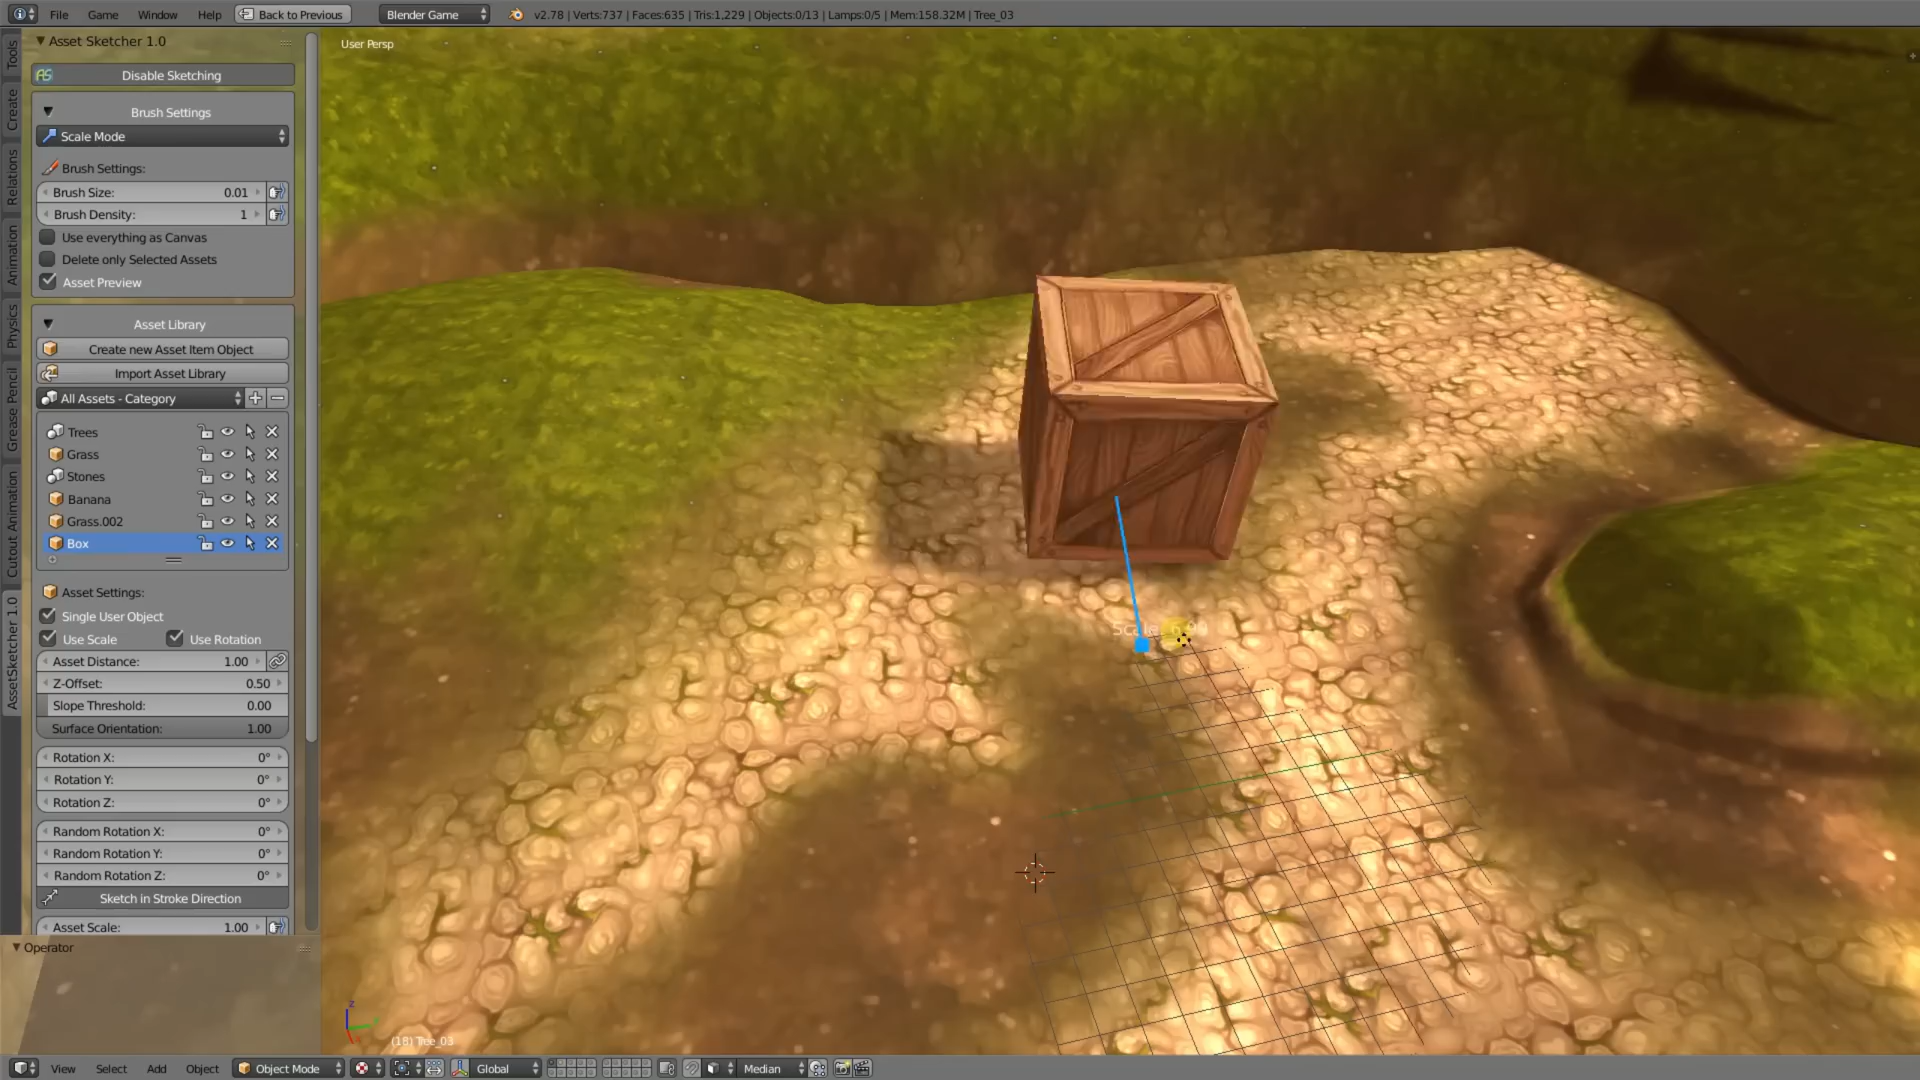 File Game Window Help Back to Previous Blender Game v2.78 | Verts:737 | Faces:635 | Tris:1,229 | Objects:0/13 | Lamps:0/5 | Mem:158.32M | Tree_03
Asset Sketcher 1.0
User Persp
Disable Sketching
Brush Settings
Scale Mode
Brush Settings:
Brush Size: 0.01
Brush Density: 1
Use everything as Canvas
Delete only Selected Assets
Asset Preview
Asset Library
Create new Asset Item Object
Import Asset Library
All Assets - Category
Trees
Grass
Stones
Banana
Grass.002
Box
Asset Settings:
Single User Object
Use Scale Use Rotation
Asset Distance: 1.00
Z-Offset: 0.50
Slope Threshold: 0.00
Surface Orientation: 1.00
Rotation X: 0°
Rotation Y: 0°
Rotation Z: 0°
Random Rotation X: 0°
Random Rotation Y: 0°
Random Rotation Z: 0°
Sketch in Stroke Direction
Asset Scale: 1.00
Operator
Tools
Create
Relations
Animation
Physics
Grease Pencil
Cutout Animation
AssetSketcher 1.0
z
(18) Tree_03
View Select Add Object Object Mode Global Median